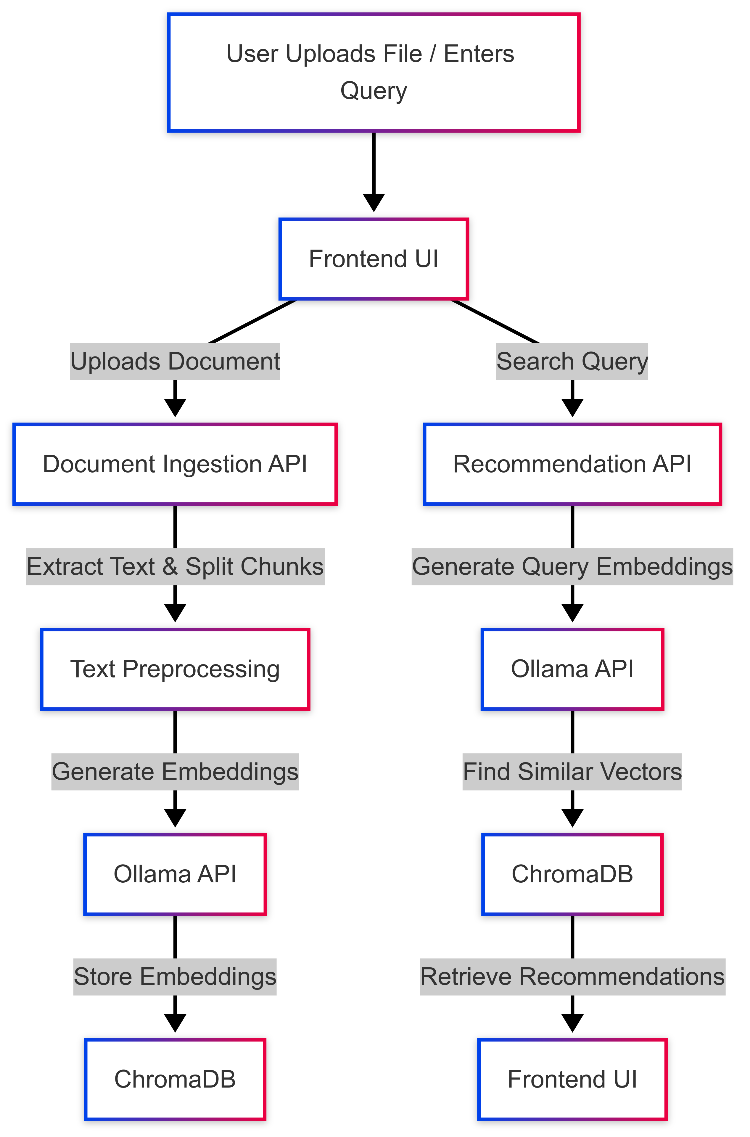 User Uploads File / Enters
Query
Frontend UI
Uploads Document
Search Query
Document Ingestion API
Recommendation API
Extract Text & Split Chunks
Generate Query Embeddings
Text Preprocessing
Ollama API
Generate Embeddings
Find Similar Vectors
Ollama API
ChromaDB
Store Embeddings
Retrieve Recommendations
ChromaDB
Frontend UI